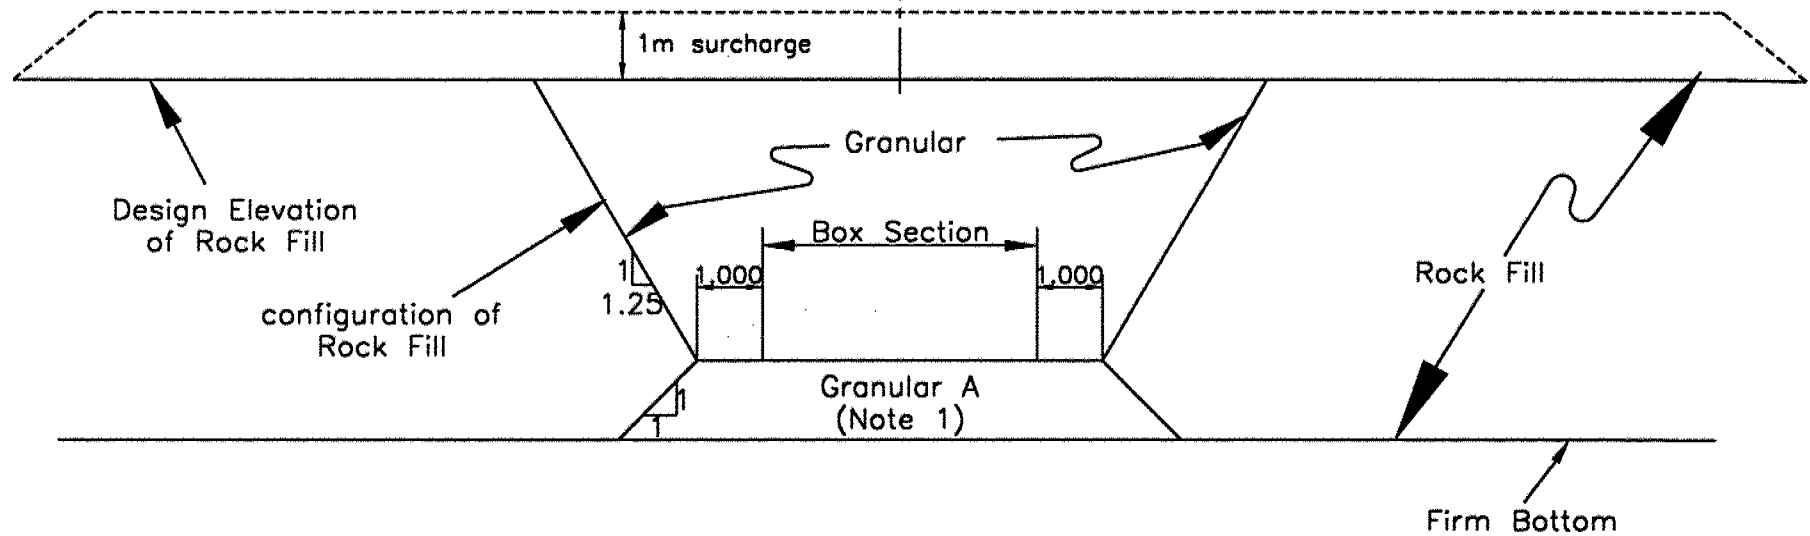 1m surcharge
Granular
Design Elevation
of Rock Fill
Box Section
1,000
1,000
Rock Fill
1
1.25
configuration of
Rock Fill
Granular A
(Note 1)
1
1
Firm Bottom